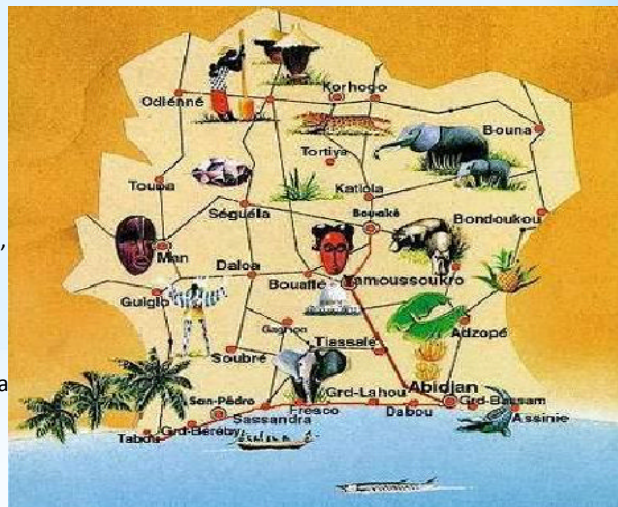 Korhogo
Odienné
Bouna
Tortiya
Touba
Katiola
Séguéla
Bouaké
Bondoukou
,
Man
Daloa
Bouaflé
Yamoussoukro
Guiglo
Gagnoa
Adzopé
Tiassalé
Soubré
Abidjan
a
San-Pédro
Grd-Lahou
Grd-Bassam
Sassandra
Fresco
Dabou
Assinie
Tabou
Grd-Béréby